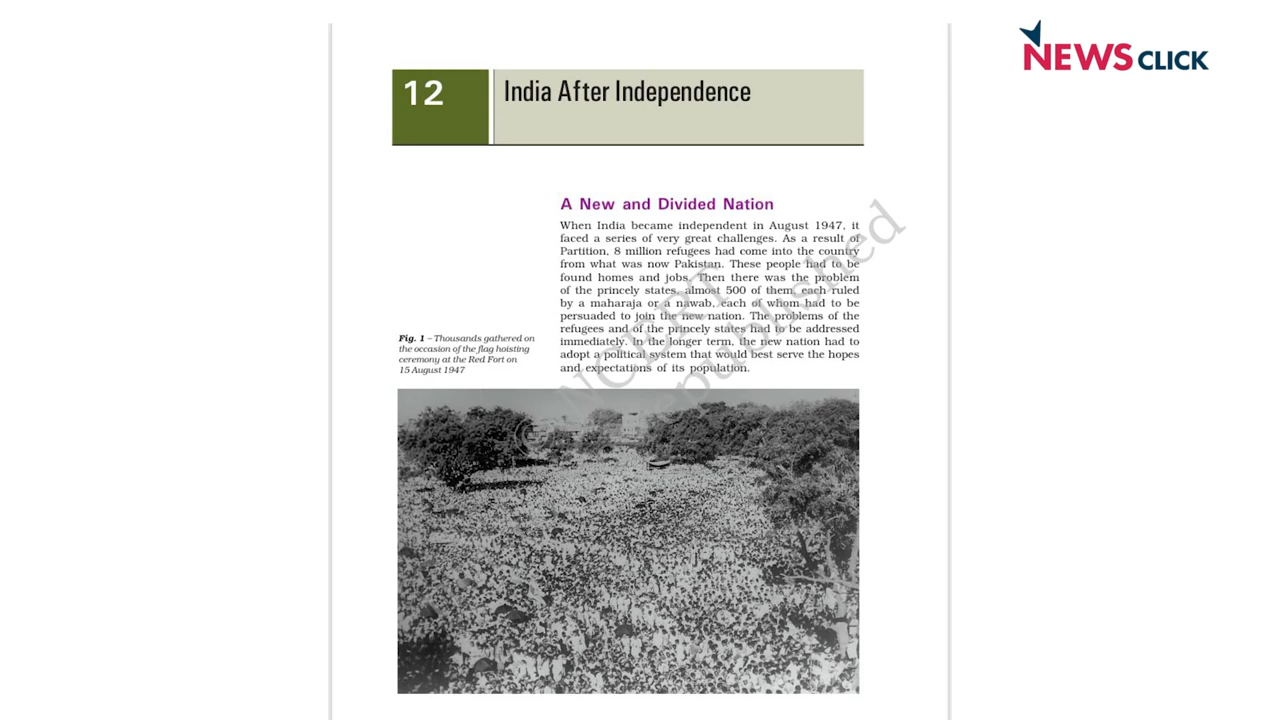 NEWSCLICK
12
India After Independence
A New and Divided Nation
When India became independent in August 1947, it
faced a series of very great challenges. As a result of
Partition, 8 million refugees had come into the country
from what was now Pakistan. These people had to be
found homes and jobs. Then there was the problem
of the princely states, almost 500 of them, each ruled
by a maharaja or a nawab, each of whom had to be
persuaded to join the new nation. The problems of the
refugees and of the princely states had to be addressed
immediately. In the longer term, the new nation had to
adopt a political system that would best serve the hopes
and expectations of its population.
Fig. 1 – Thousands gathered on
the occasion of the flag hoisting
ceremony at the Red Fort on
15 August 1947
© NCERT
republished